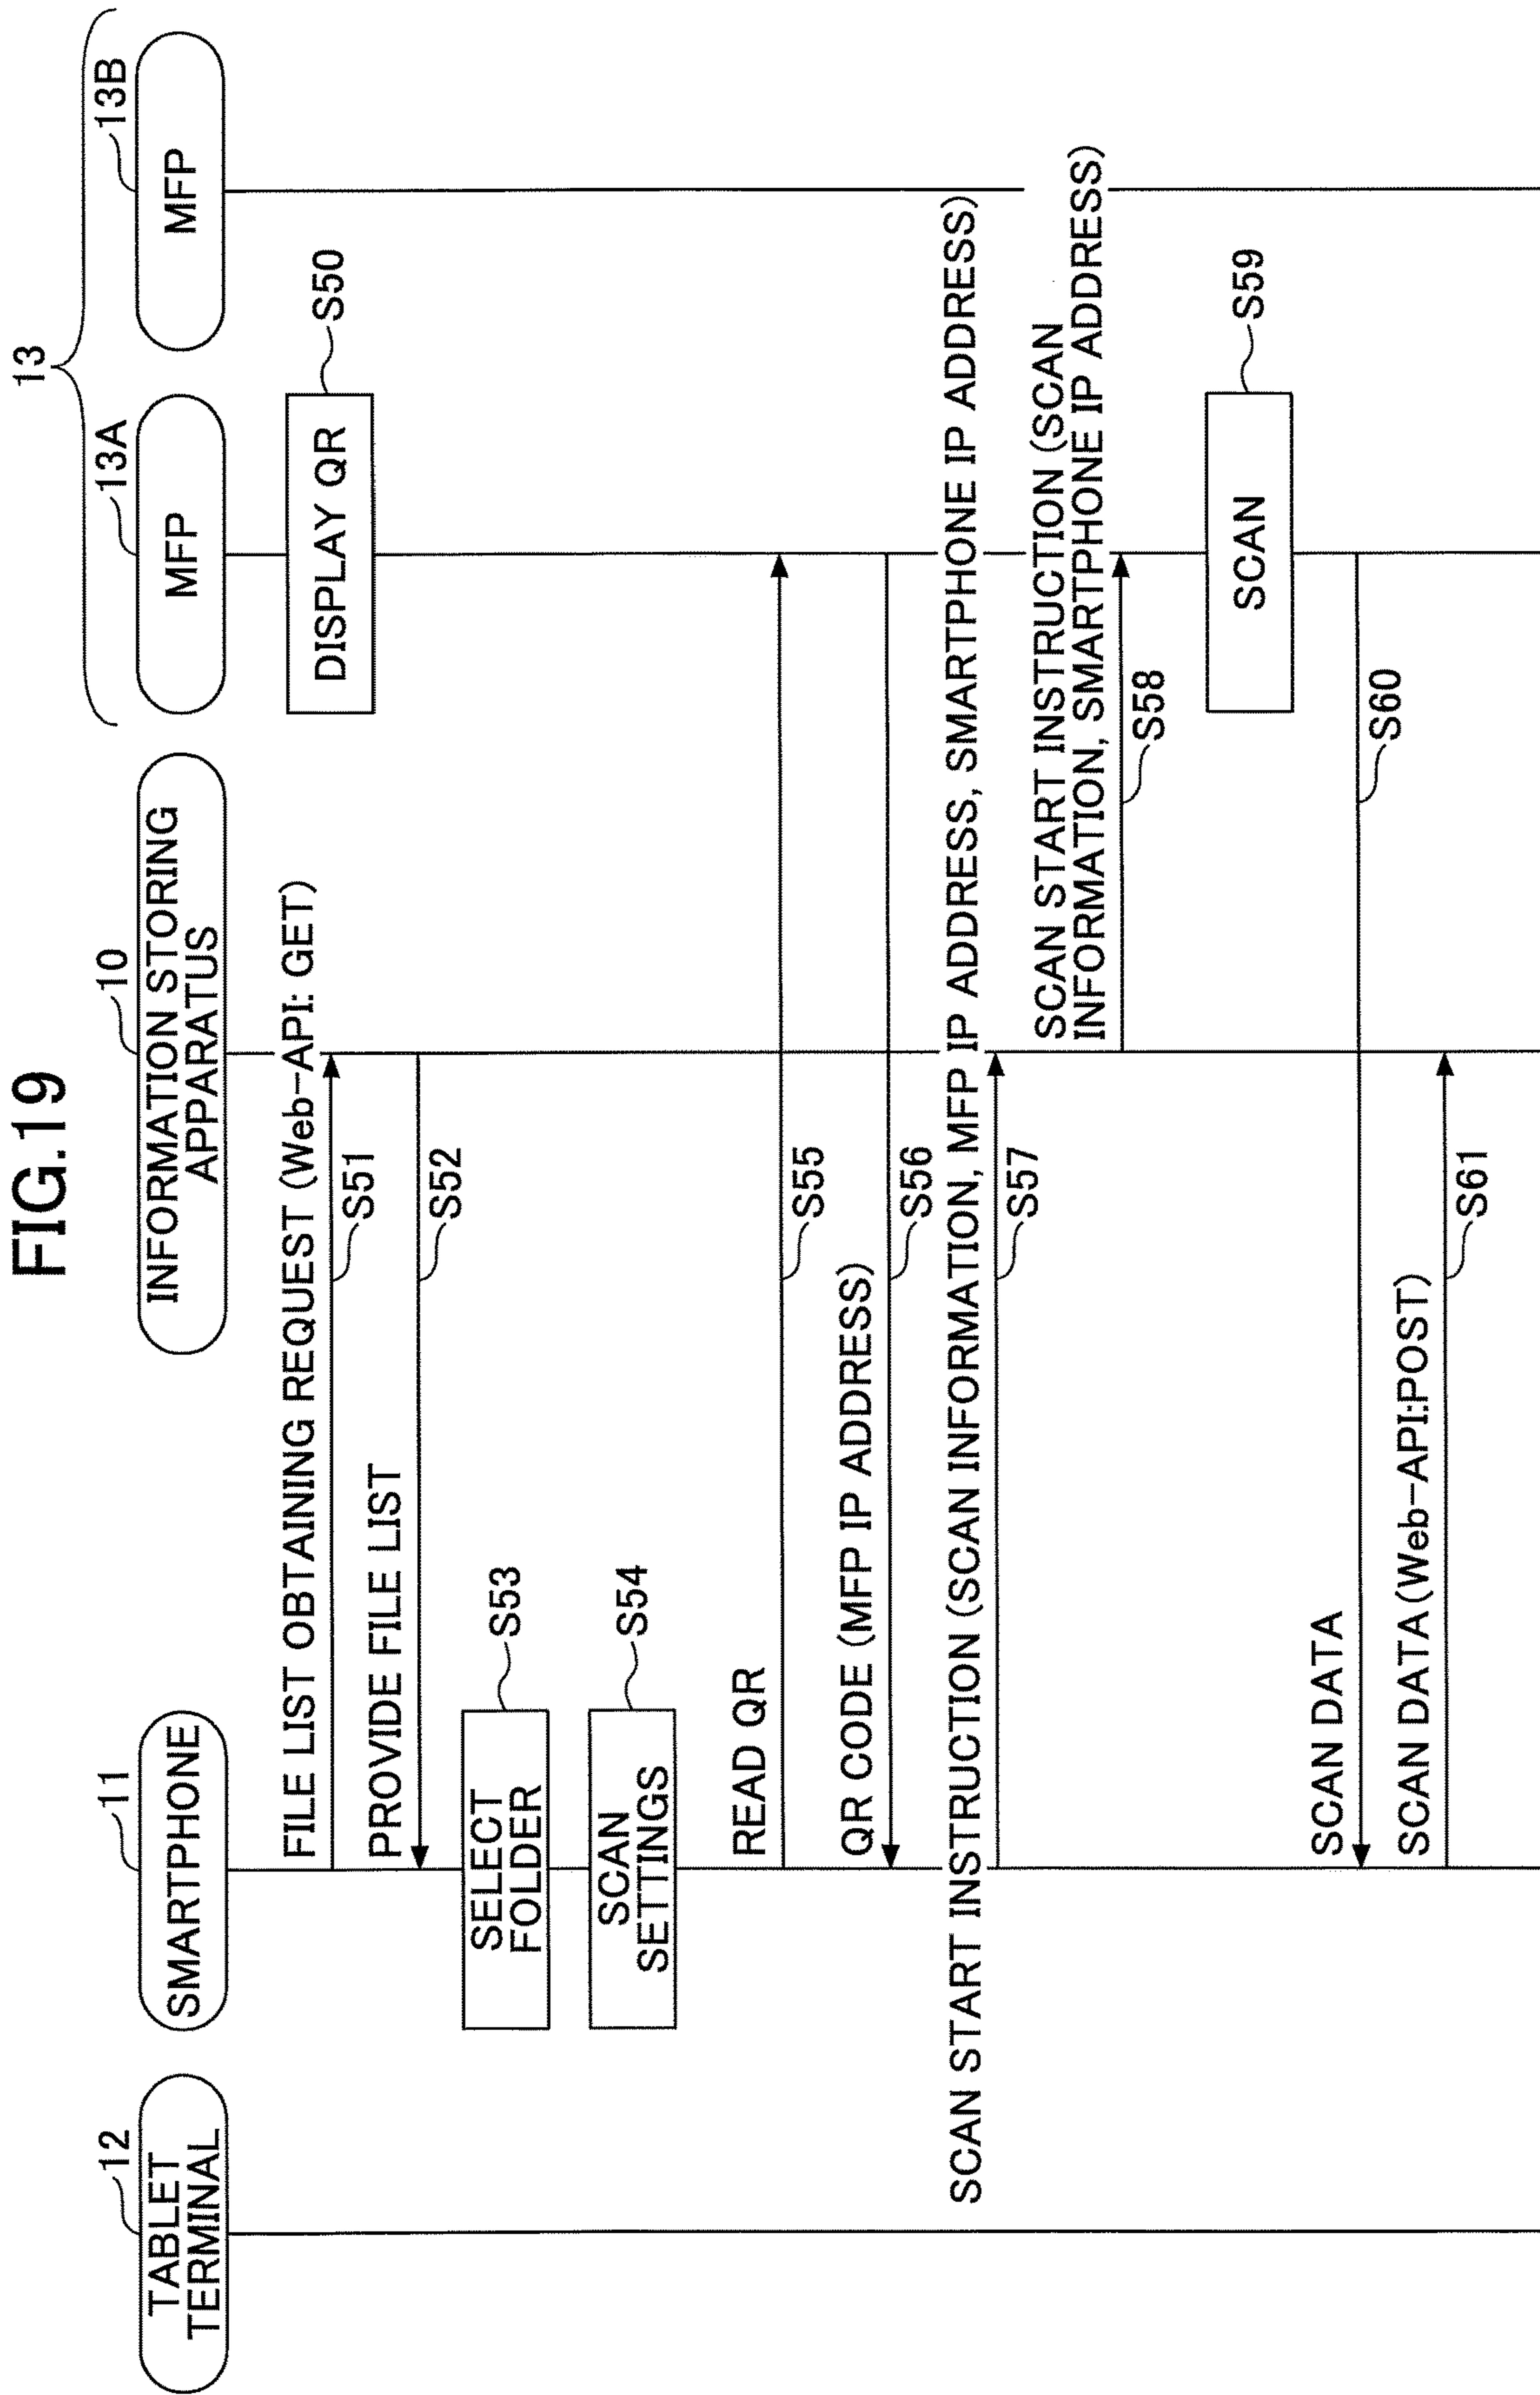 FIG.19
13
12
11
10
13A
13B
TABLET
TERMINAL
SMARTPHONE
INFORMATION STORING
APPARATUS
MFP
MFP
DISPLAY QR
S50
FILE LIST OBTAINING REQUEST (Web-API: GET)
S51
PROVIDE FILE LIST
S52
SELECT
FOLDER
S53
SCAN
SETTINGS
S54
READ QR
S55
QR CODE (MFP IP ADDRESS)
S56
SCAN START INSTRUCTION (SCAN INFORMATION, MFP IP ADDRESS, SMARTPHONE IP ADDRESS)
S57
SCAN START INSTRUCTION (SCAN
INFORMATION, SMARTPHONE IP ADDRESS)
S58
SCAN
S59
SCAN DATA
S60
SCAN DATA (Web-API:POST)
S61